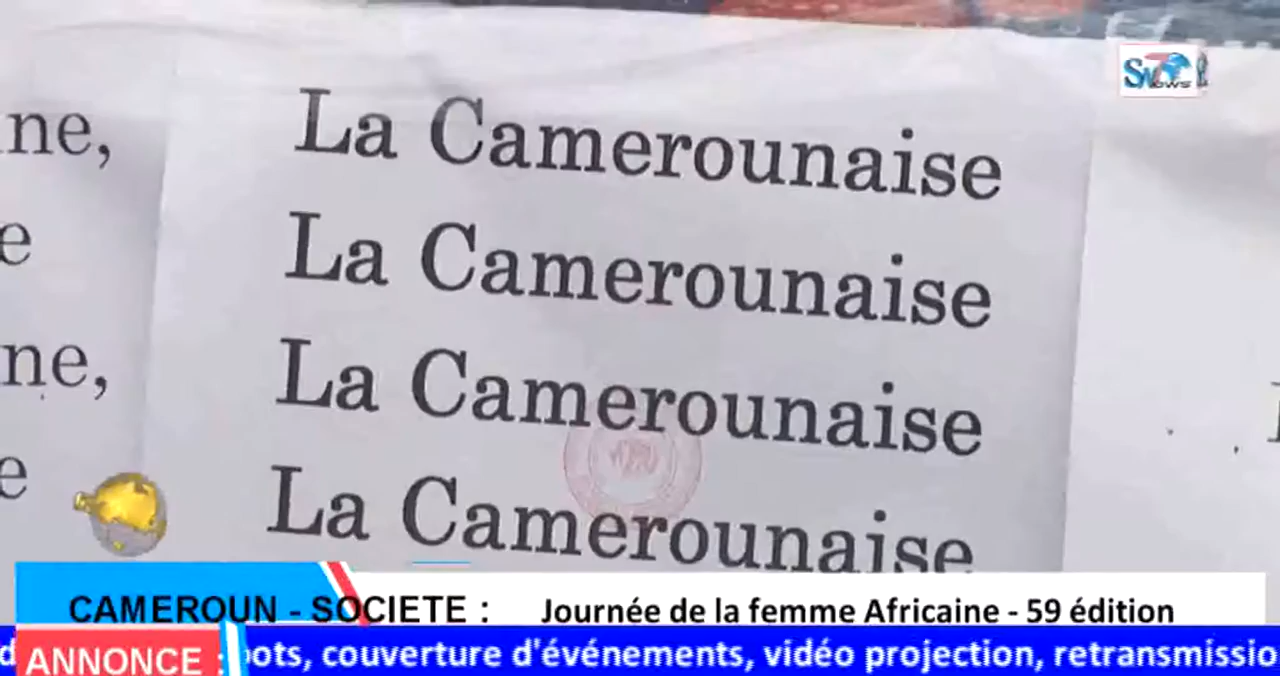 ne, La Camerounaise
e La Camerounaise
ne, La Camerounaise
e La Camerounaise
CAMEROUN - SOCIETE : Journée de la femme Africaine - 59 édition
ANNONCE : ots, couverture d'événements, vidéo projection, retransmissio